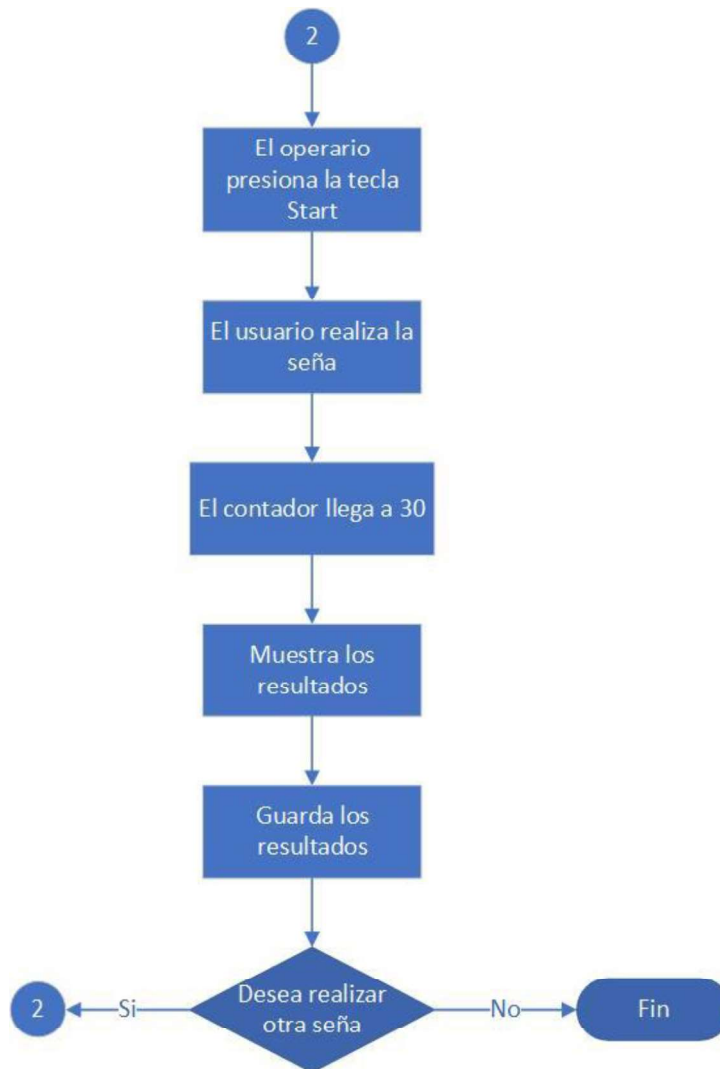 2
El operario
presiona la tecla
Start
El usuario realiza la
seña
El contador llega a 30
Muestra los
resultados
Guarda los
resultados
Desea realizar
otra seña
2
Si
No
Fin